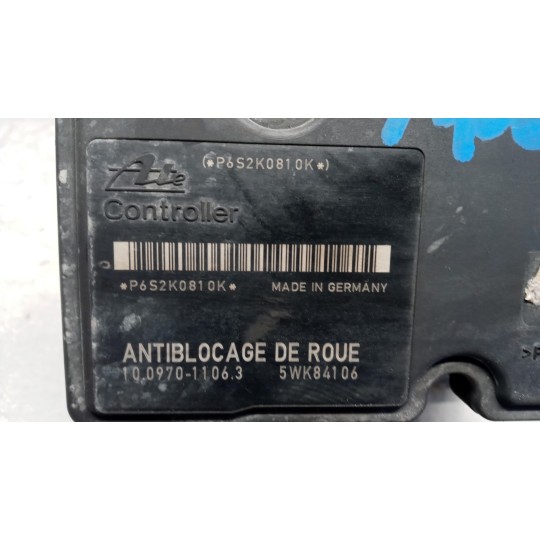 (*P6S2K0810K*)
Ate
Controller
*P6S2K0810K* MADE IN GERMANY
ANTIBLOCAGE DE ROUE
10.0970-1106.3 5WK84106